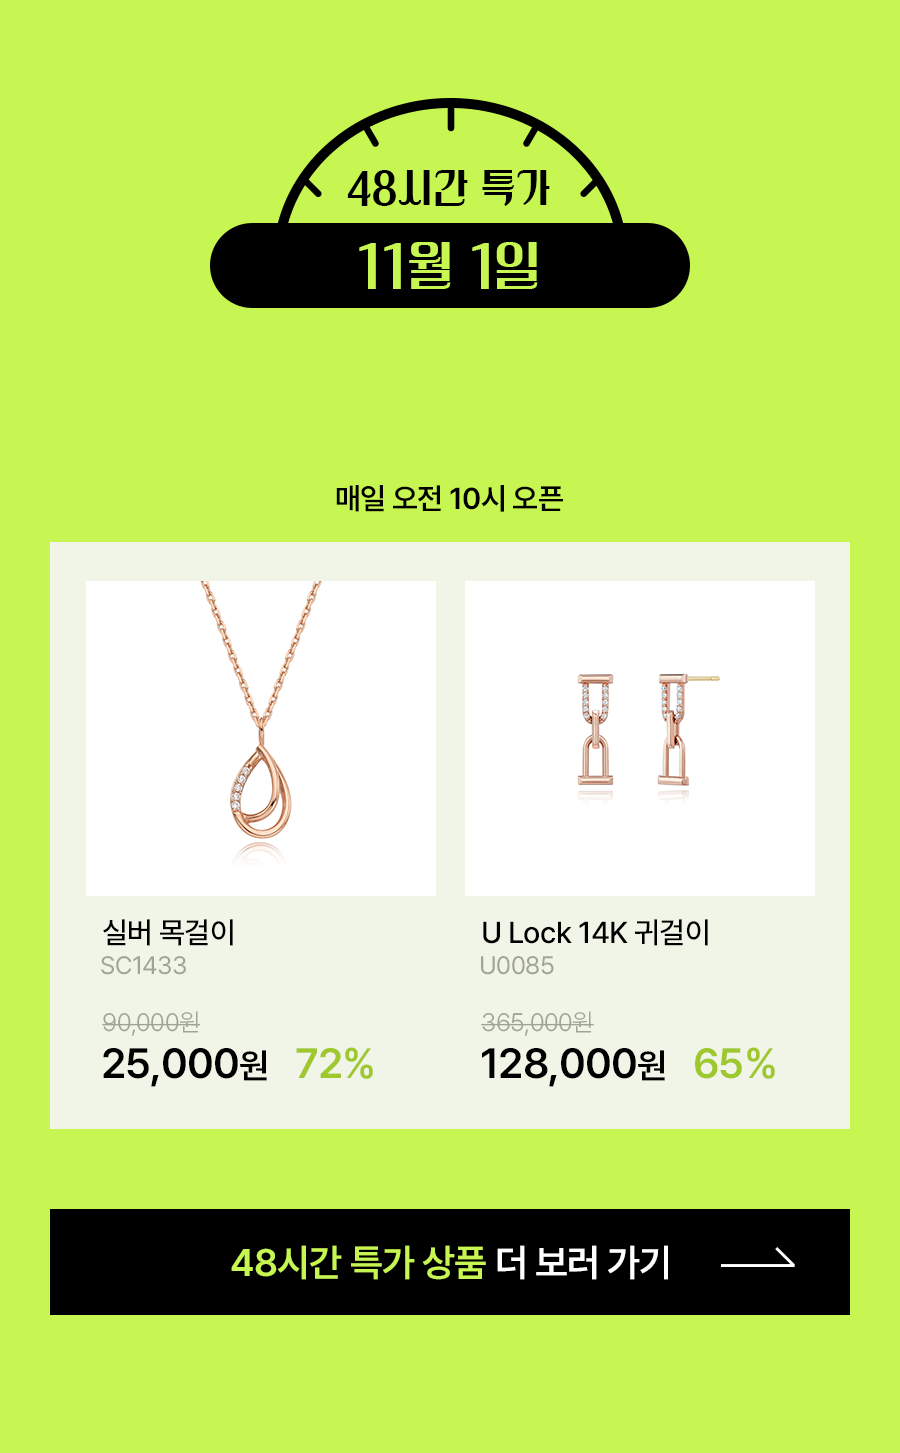 48시간 특가
11월 1일
매일 오전 10시 오픈
실버 목걸이
SC1433
90,000원
25,000원 72%
U Lock 14K 귀걸이
U0085
365,000원
128,000원 65%
48시간 특가 상품 더 보러 가기